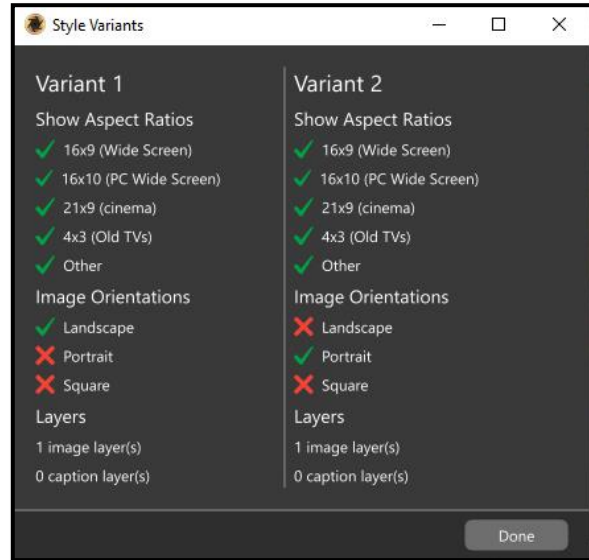 Style Variants
Variant 1
Show Aspect Ratios
16x9 (Wide Screen)
16x10 (PC Wide Screen)
21x9 (cinema)
4x3 (Old TVs)
Other
Image Orientations
Landscape
Portrait
Square
Layers
1 image layer(s)
0 caption layer(s)
Variant 2
Show Aspect Ratios
16x9 (Wide Screen)
16x10 (PC Wide Screen)
21x9 (cinema)
4x3 (Old TVs)
Other
Image Orientations
Landscape
Portrait
Square
Layers
1 image layer(s)
0 caption layer(s)
Done